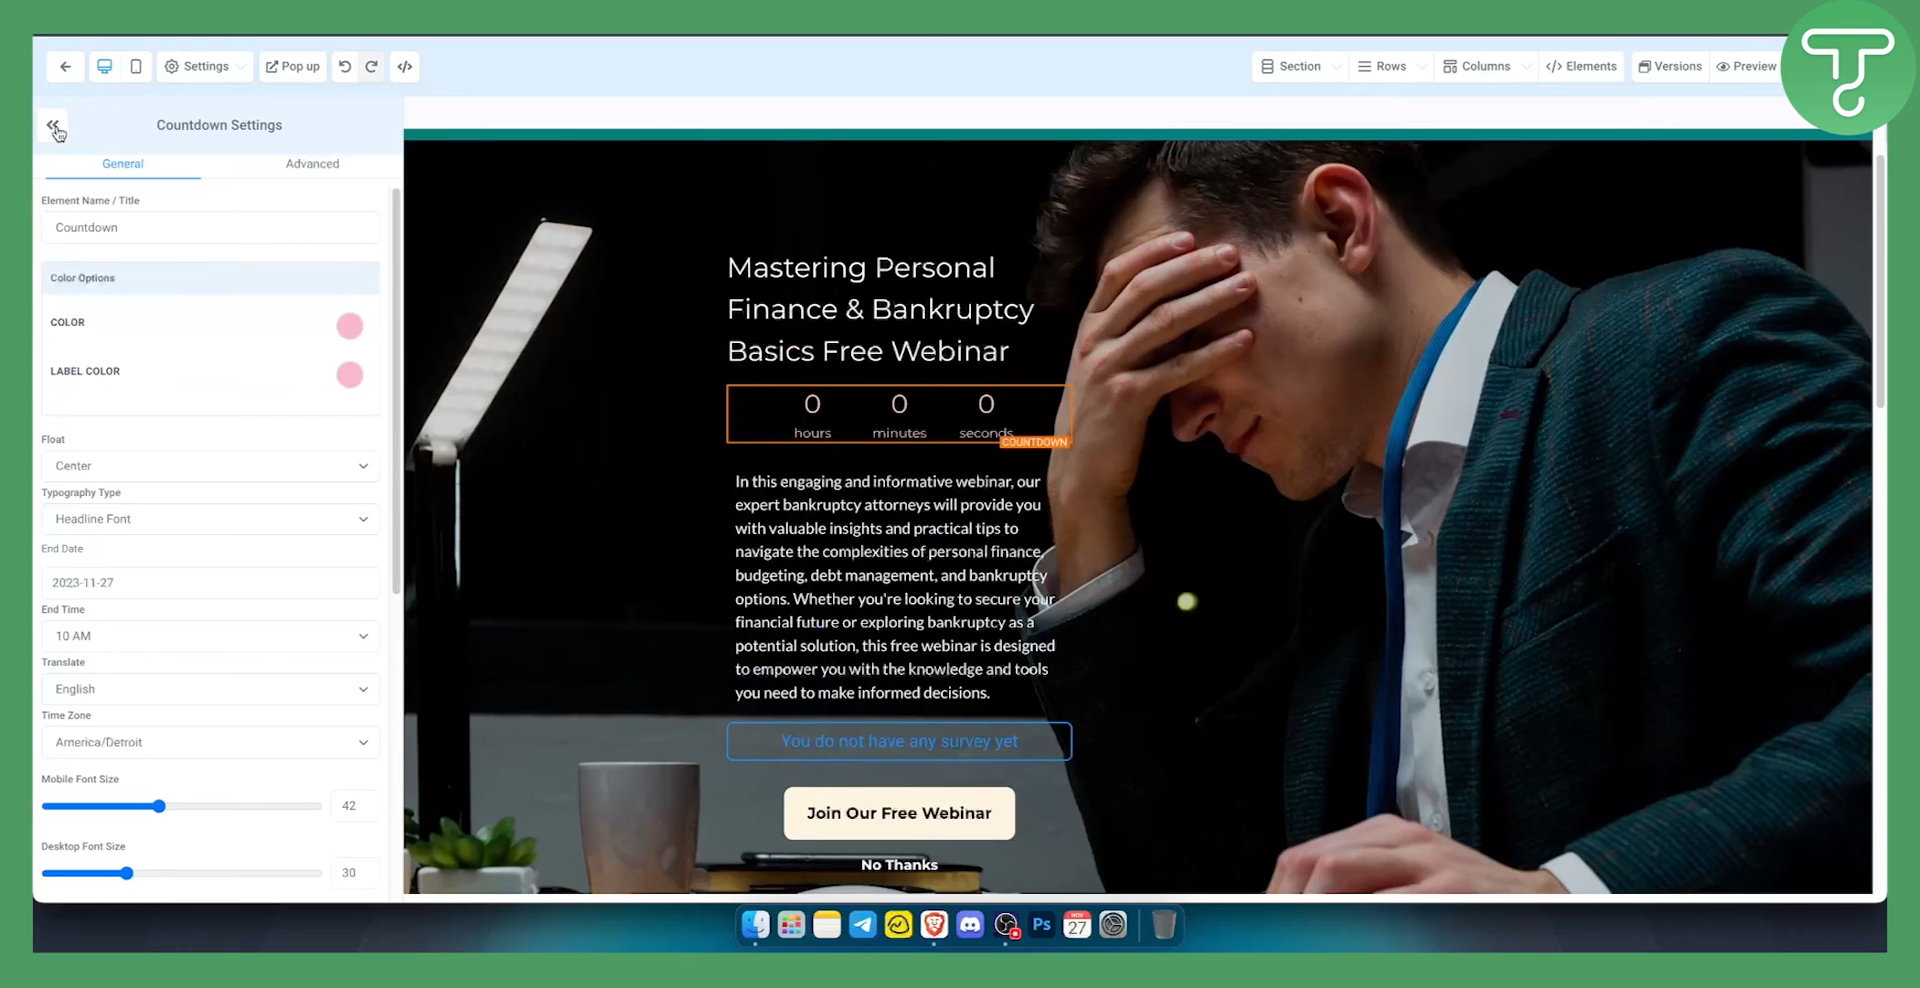 Settings
Pop up
Section
Rows
Columns
</> Elements
Versions
Preview
Countdown Settings
General
Advanced
Element Name / Title
Countdown
Color Options
COLOR
LABEL COLOR
Float
Center
Typography Type
Headline Font
End Date
2023-11-27
End Time
10 AM
Translate
English
Time Zone
America/Detroit
Mobile Font Size
42
Desktop Font Size
30
Mastering Personal
Finance & Bankruptcy
Basics Free Webinar
0 0 0
hours minutes seconds
COUNTDOWN
In this engaging and informative webinar, our
expert bankruptcy attorneys will provide you
with valuable insights and practical tips to
navigate the complexities of personal finance,
budgeting, debt management, and bankruptcy
options. Whether you're looking to secure your
financial future or exploring bankruptcy as a
potential solution, this free webinar is designed
to empower you with the knowledge and tools
you need to make informed decisions.
You do not have any survey yet
Join Our Free Webinar
No Thanks
Ps
NOV
27